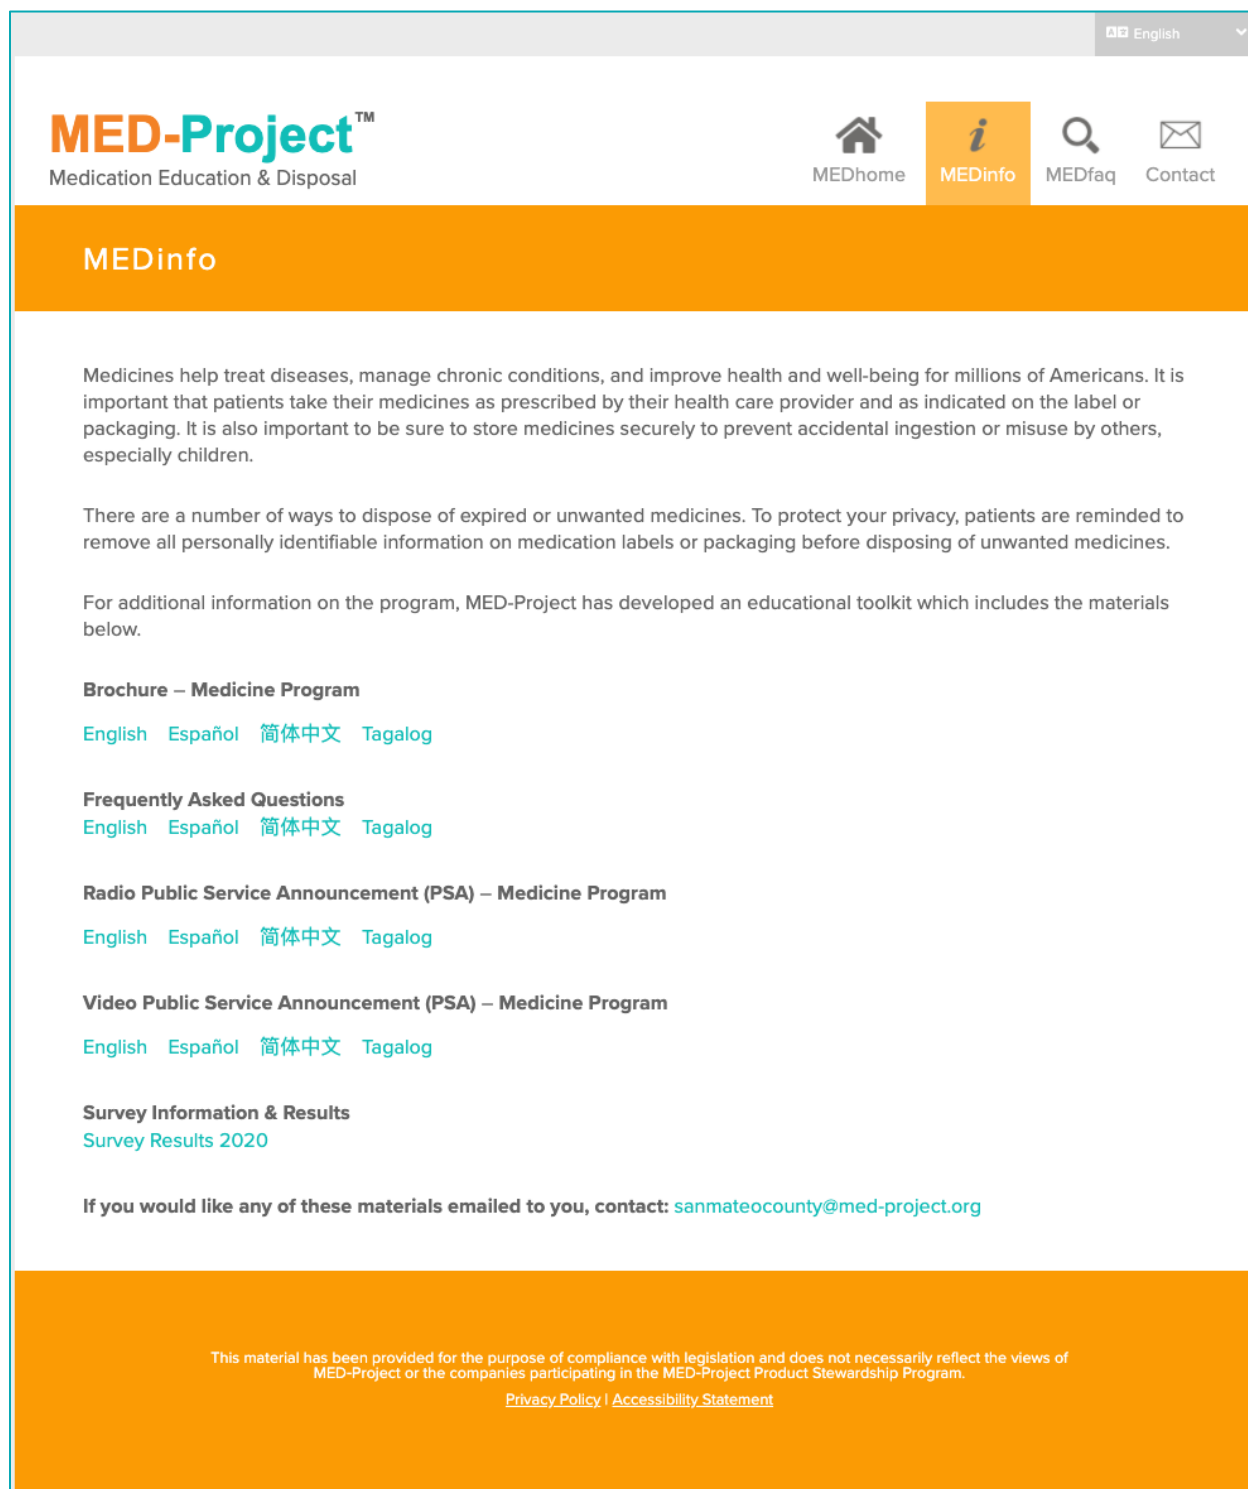 English
MED-Project™
Medication Education & Disposal
MEDhome
MEDinfo
MEDfaq
Contact
MEDinfo
Medicines help treat diseases, manage chronic conditions, and improve health and well-being for millions of Americans. It is
important that patients take their medicines as prescribed by their health care provider and as indicated on the label or
packaging. It is also important to be sure to store medicines securely to prevent accidental ingestion or misuse by others,
especially children.
There are a number of ways to dispose of expired or unwanted medicines. To protect your privacy, patients are reminded to
remove all personally identifiable information on medication labels or packaging before disposing of unwanted medicines.
For additional information on the program, MED-Project has developed an educational toolkit which includes the materials
below.
Brochure – Medicine Program
English Español 简体中文 Tagalog
Frequently Asked Questions
English Español 简体中文 Tagalog
Radio Public Service Announcement (PSA) – Medicine Program
English Español 简体中文 Tagalog
Video Public Service Announcement (PSA) – Medicine Program
English Español 简体中文 Tagalog
Survey Information & Results
Survey Results 2020
If you would like any of these materials emailed to you, contact: sanmateocounty@med-project.org
This material has been provided for the purpose of compliance with legislation and does not necessarily reflect the views of
MED-Project or the companies participating in the MED-Project Product Stewardship Program.
Privacy Policy | Accessibility Statement